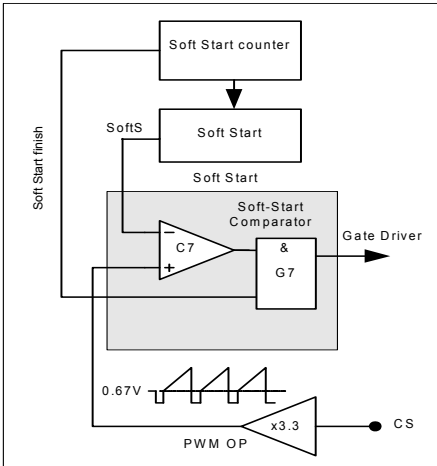 Soft Start counter
Soft Start finish
SoftS
Soft Start
Soft Start
Soft-Start
Comparator
C7
&
G7
Gate Driver
0.67V
x3.3
CS
PWM OP